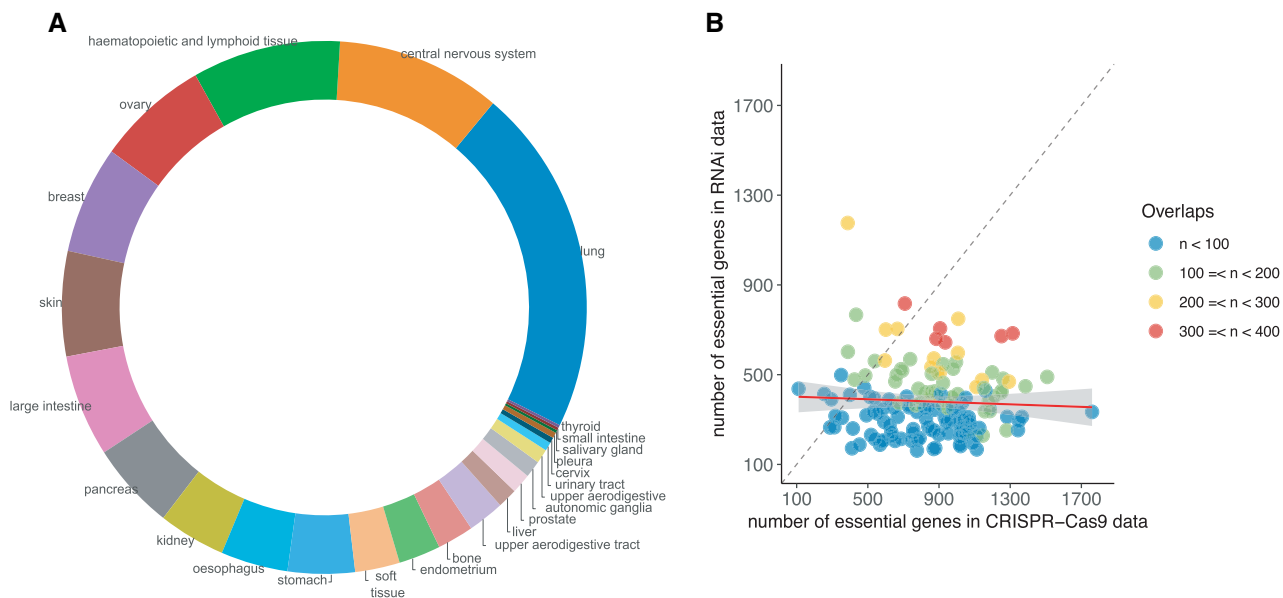 A
haematopoietic and lymphoid tissue
central nervous system
ovary
breast
lung
skin
large intestine
pancreas
kidney
oesophagus
stomach
soft
tissue
endometrium
bone
upper aerodigestive tract
liver
prostate
autonomic ganglia
upper aerodigestive
urinary tract
cervix
pleura
salivary gland
small intestine
thyroid
B
number of essential genes in RNAi data
1700
1300
900
500
100
100 500 900 1300 1700
number of essential genes in CRISPR−Cas9 data
Overlaps
n < 100
100 =< n < 200
200 =< n < 300
300 =< n < 400